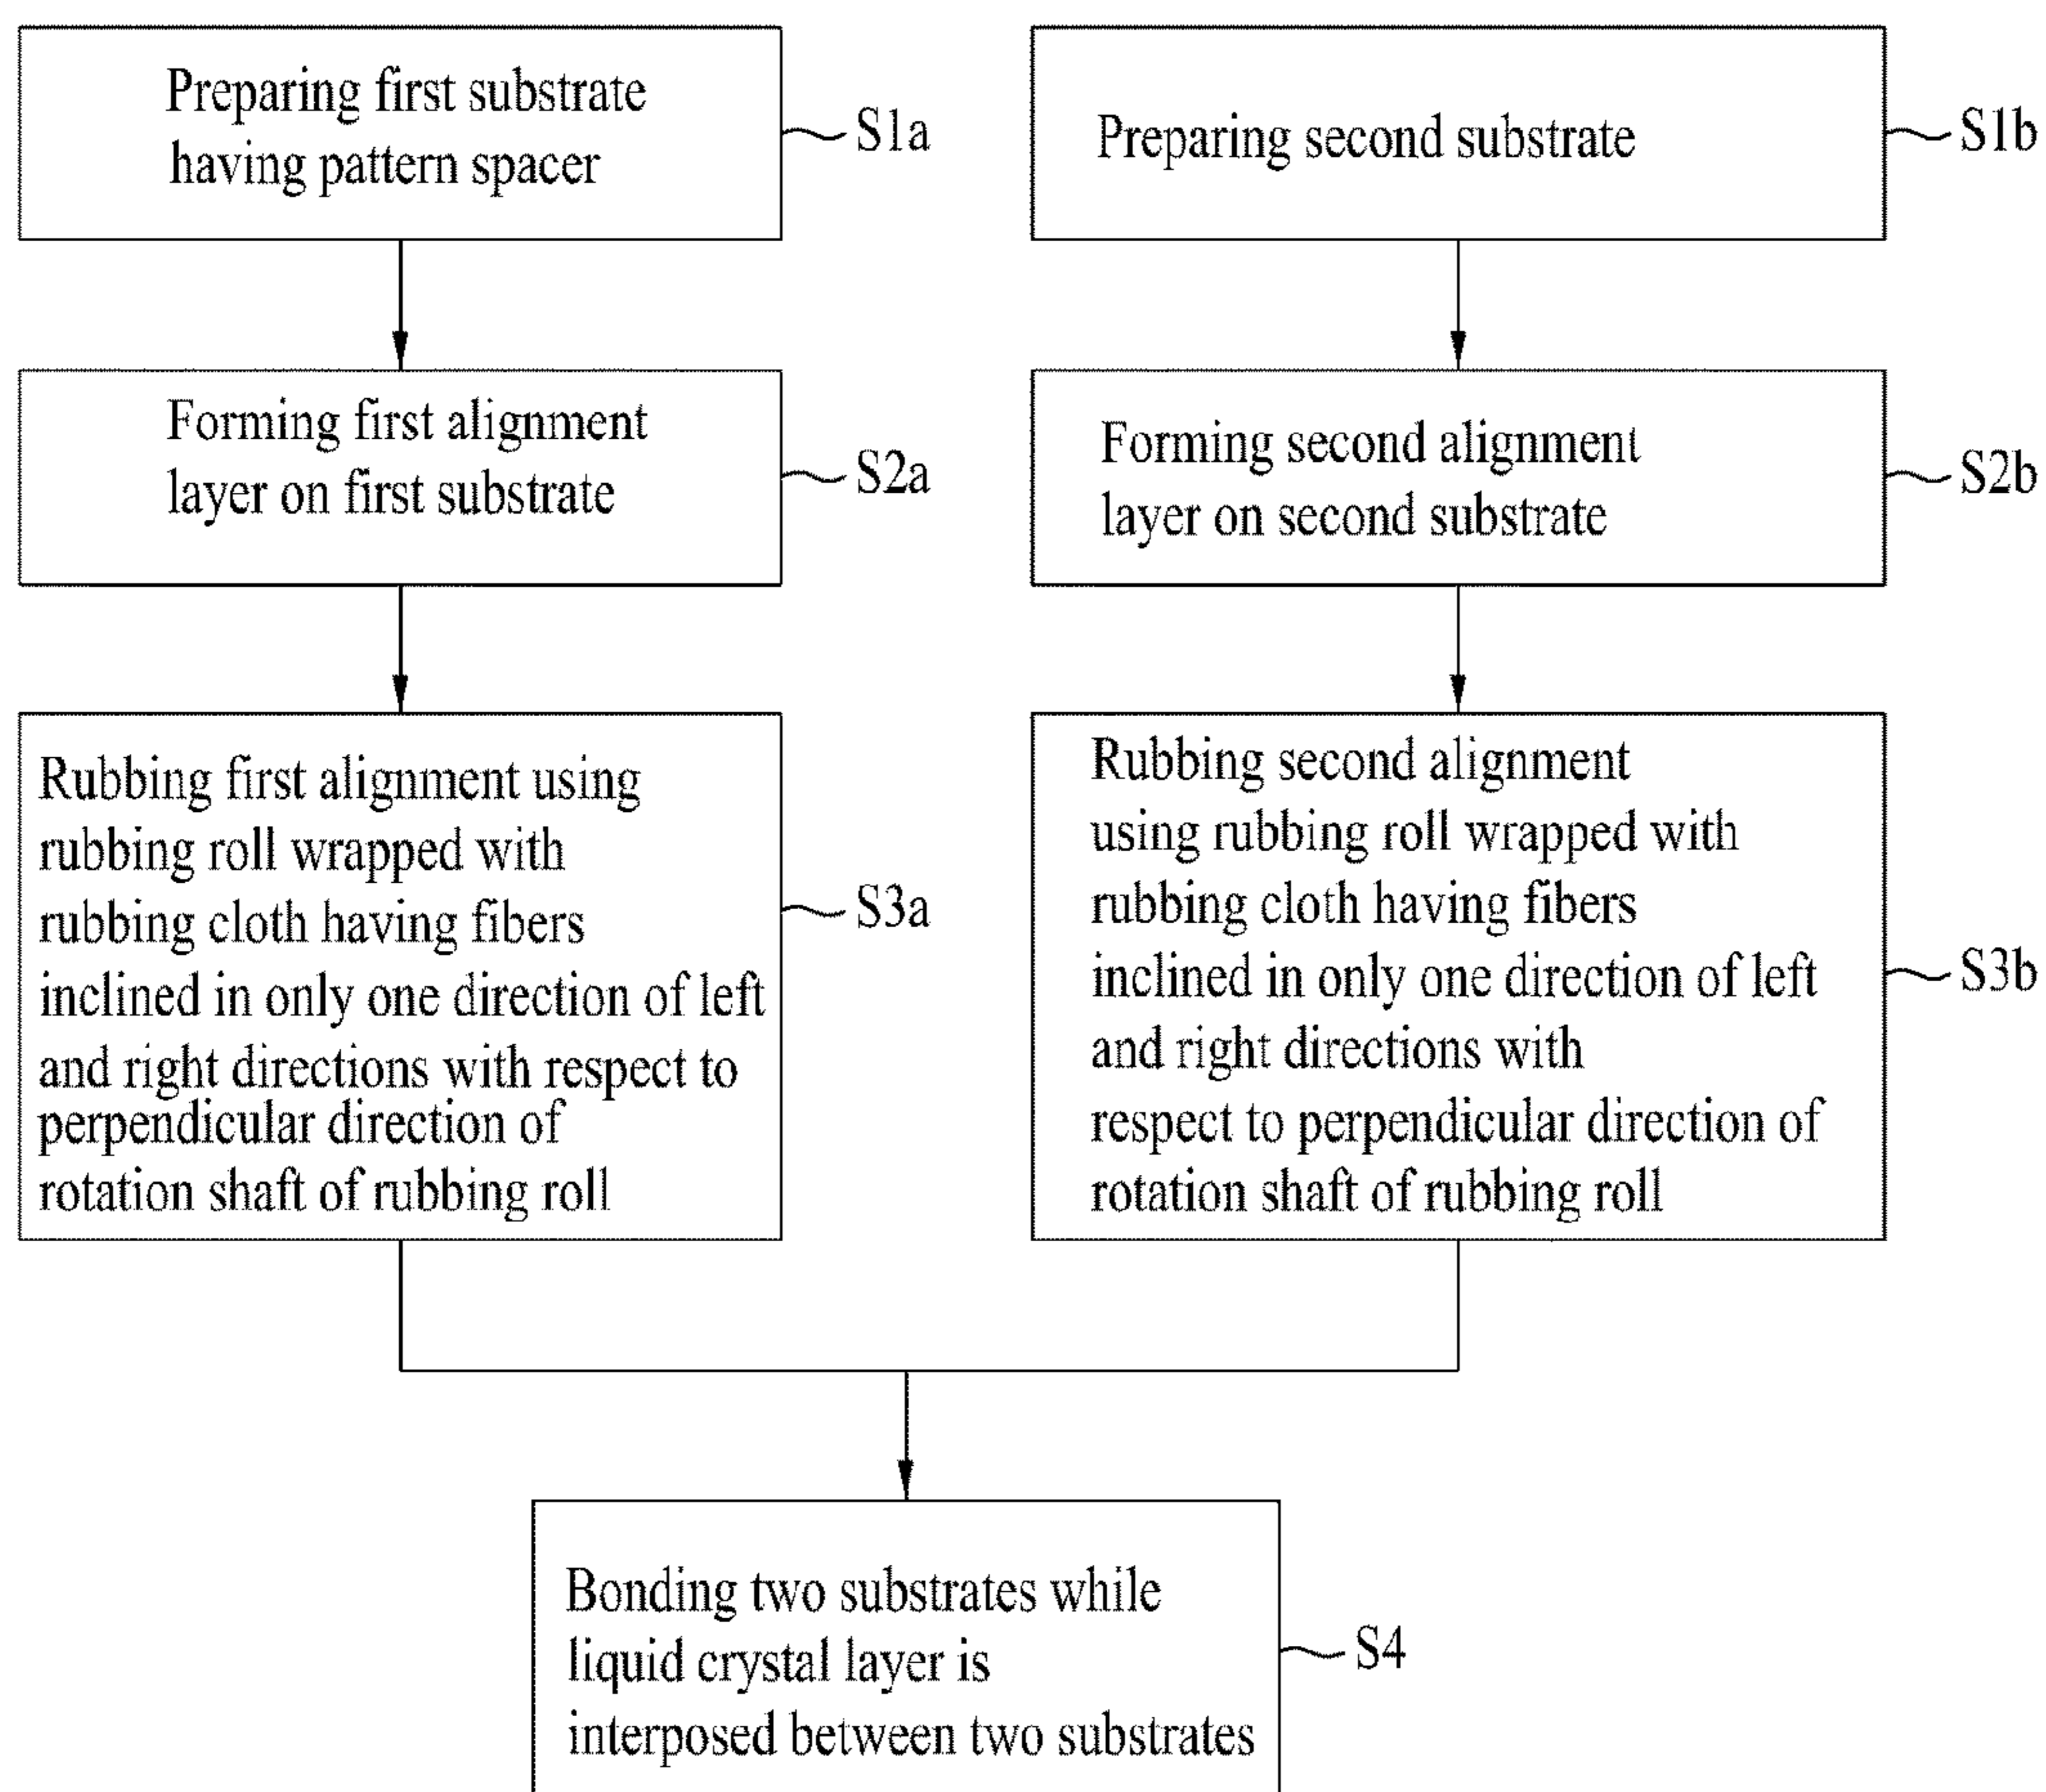 Preparing first substrate
having pattern spacer
S1a
Preparing second substrate
S1b
Forming first alignment
layer on first substrate
S2a
Forming second alignment
layer on second substrate
S2b
Rubbing first alignment using
rubbing roll wrapped with
rubbing cloth having fibers
inclined in only one direction of left
and right directions with respect to
perpendicular direction of
rotation shaft of rubbing roll
S3a
Rubbing second alignment
using rubbing roll wrapped with
rubbing cloth having fibers
inclined in only one direction of left
and right directions with
respect to perpendicular direction of
rotation shaft of rubbing roll
S3b
Bonding two substrates while
liquid crystal layer is
interposed between two substrates
S4